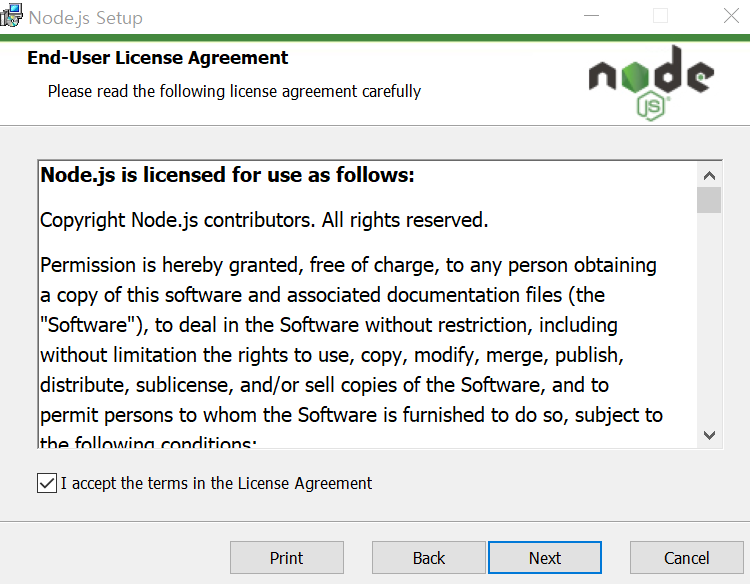 Node.js Setup
End-User License Agreement
Please read the following license agreement carefully
node
JS
Node.js is licensed for use as follows:
Copyright Node.js contributors. All rights reserved.
Permission is hereby granted, free of charge, to any person obtaining
a copy of this software and associated documentation files (the
"Software"), to deal in the Software without restriction, including
without limitation the rights to use, copy, modify, merge, publish,
distribute, sublicense, and/or sell copies of the Software, and to
permit persons to whom the Software is furnished to do so, subject to
the following conditions:
I accept the terms in the License Agreement
Print Back Next Cancel